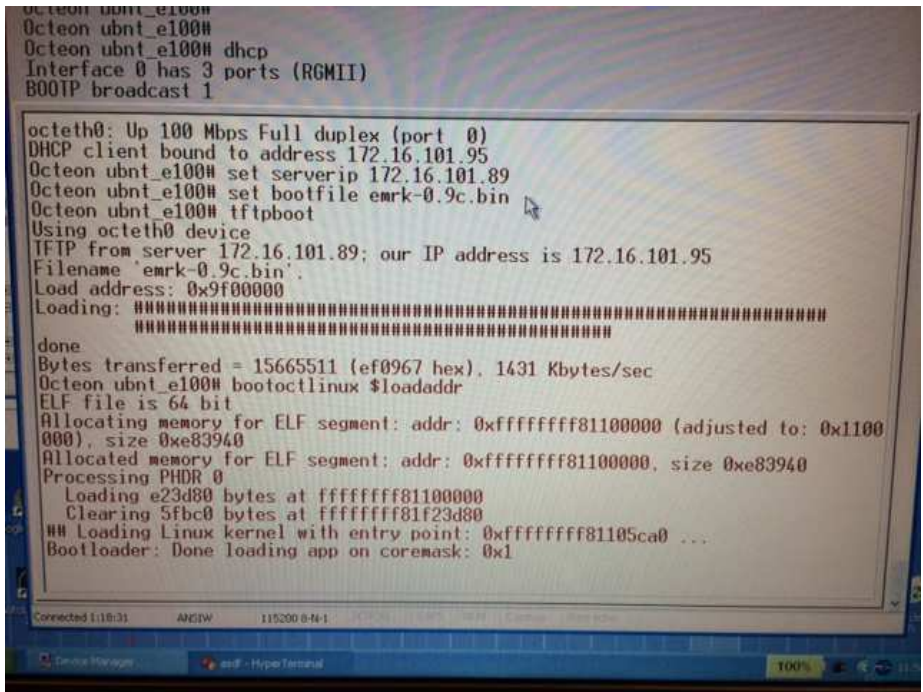 Octeon ubnt_e100#
Octeon ubnt_e100#
Octeon ubnt_e100# dhcp
Interface 0 has 3 ports (RGMII)
BOOTP broadcast 1
octeth0: Up 100 Mbps Full duplex (port  0)
DHCP client bound to address 172.16.101.95
Octeon ubnt_e100# set serverip 172.16.101.89
Octeon ubnt_e100# set bootfile emrk-0.9c.bin
Octeon ubnt_e100# tftpboot
Using octeth0 device
TFTP from server 172.16.101.89; our IP address is 172.16.101.95
Filename 'emrk-0.9c.bin'.
Load address: 0x9f00000
Loading: #################################################################
############################################
done
Bytes transferred = 15665511 (ef0967 hex), 1431 Kbytes/sec
Octeon ubnt_e100# bootoctlinux $loadaddr
ELF file is 64 bit
Allocating memory for ELF segment: addr: 0xffffffff81100000 (adjusted to: 0x1100
000), size 0xe83940
Allocated memory for ELF segment: addr: 0xffffffff81100000, size 0xe83940
Processing PHDR 0
Loading e23d80 bytes at ffffffff81100000
Clearing 5fbc0 bytes at ffffffff81f23d80
## Loading Linux kernel with entry point: 0xffffffff81105ca0 ...
Bootloader: Done loading app on coremask: 0x1
Connected 1:18:31 ANSIW 115200 8-N-1
Device Manager asdf - HyperTerminal 100%